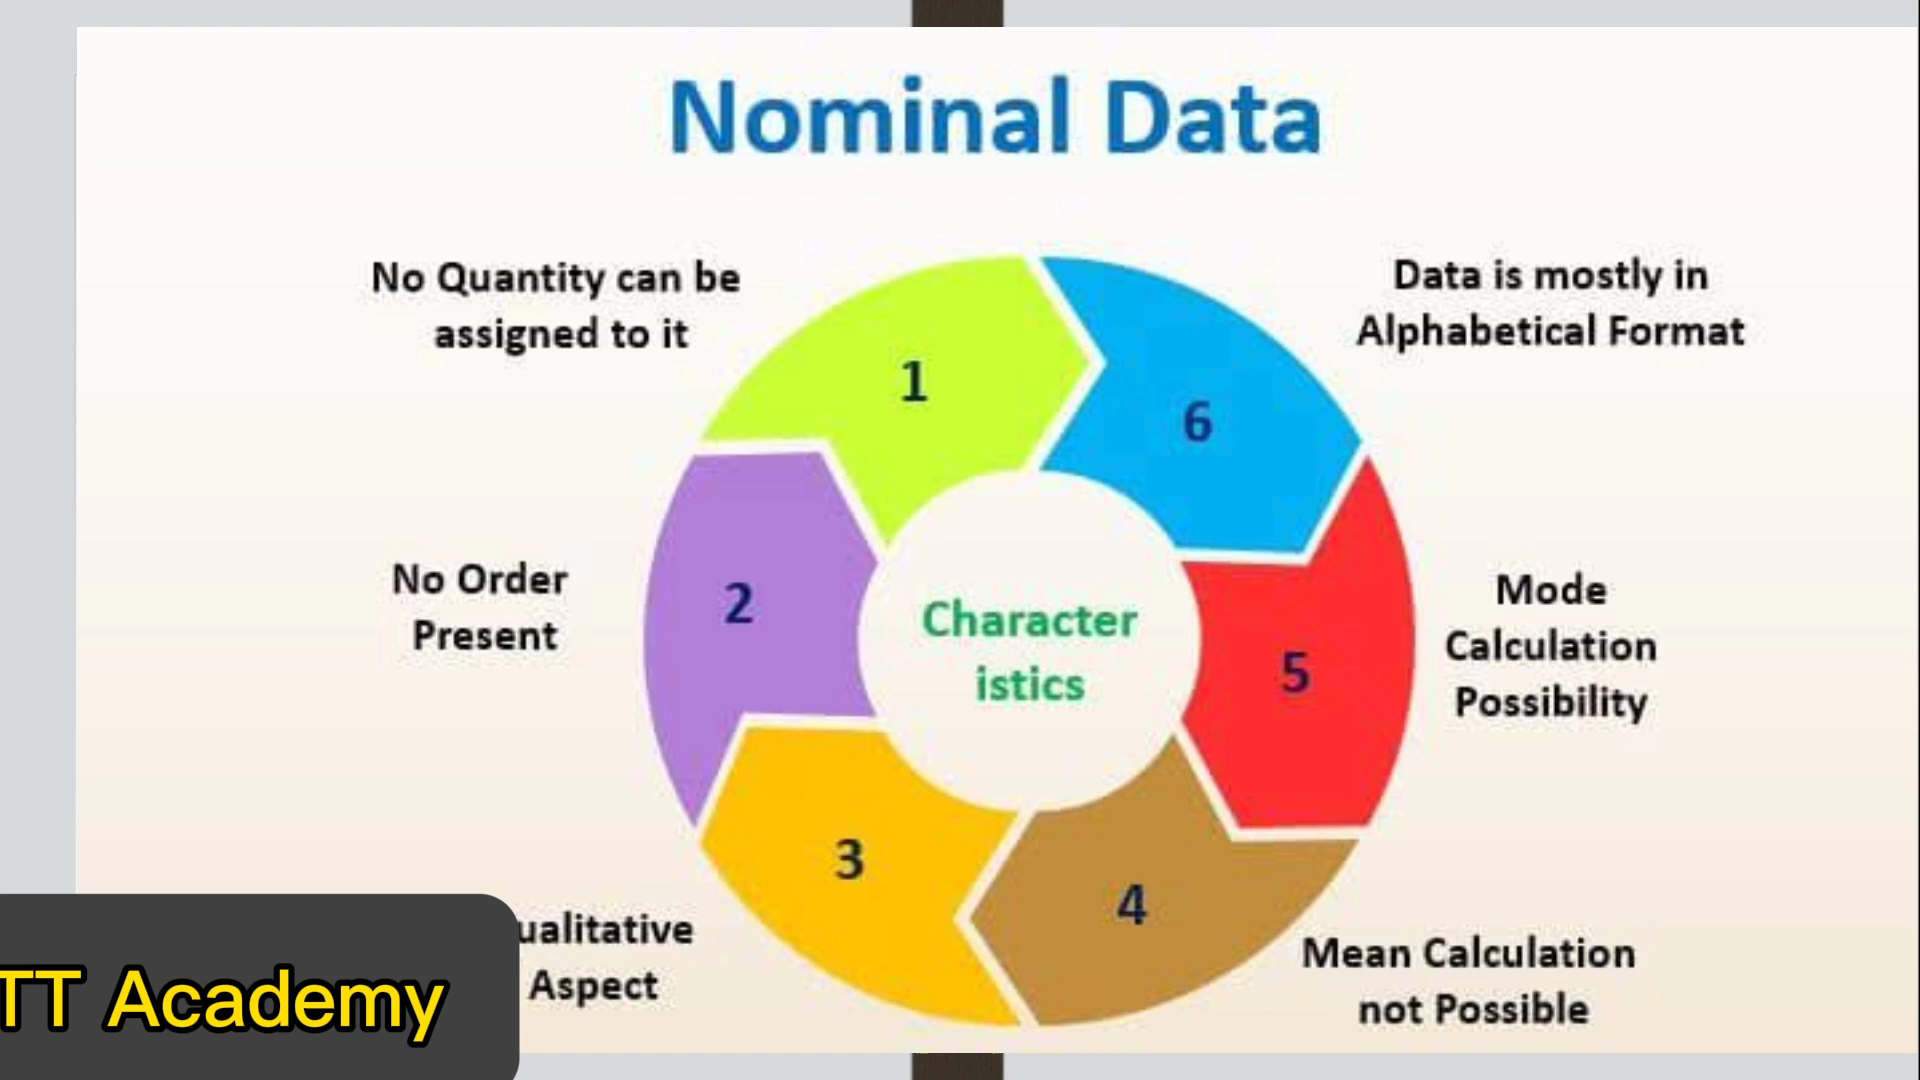 Nominal Data
No Quantity can be
assigned to it
1
6
Data is mostly in
Alphabetical Format
No Order
Present
2
Character
istics
5
Mode
Calculation
Possibility
3
4
ualitative
Aspect
Mean Calculation
not Possible
TT Academy